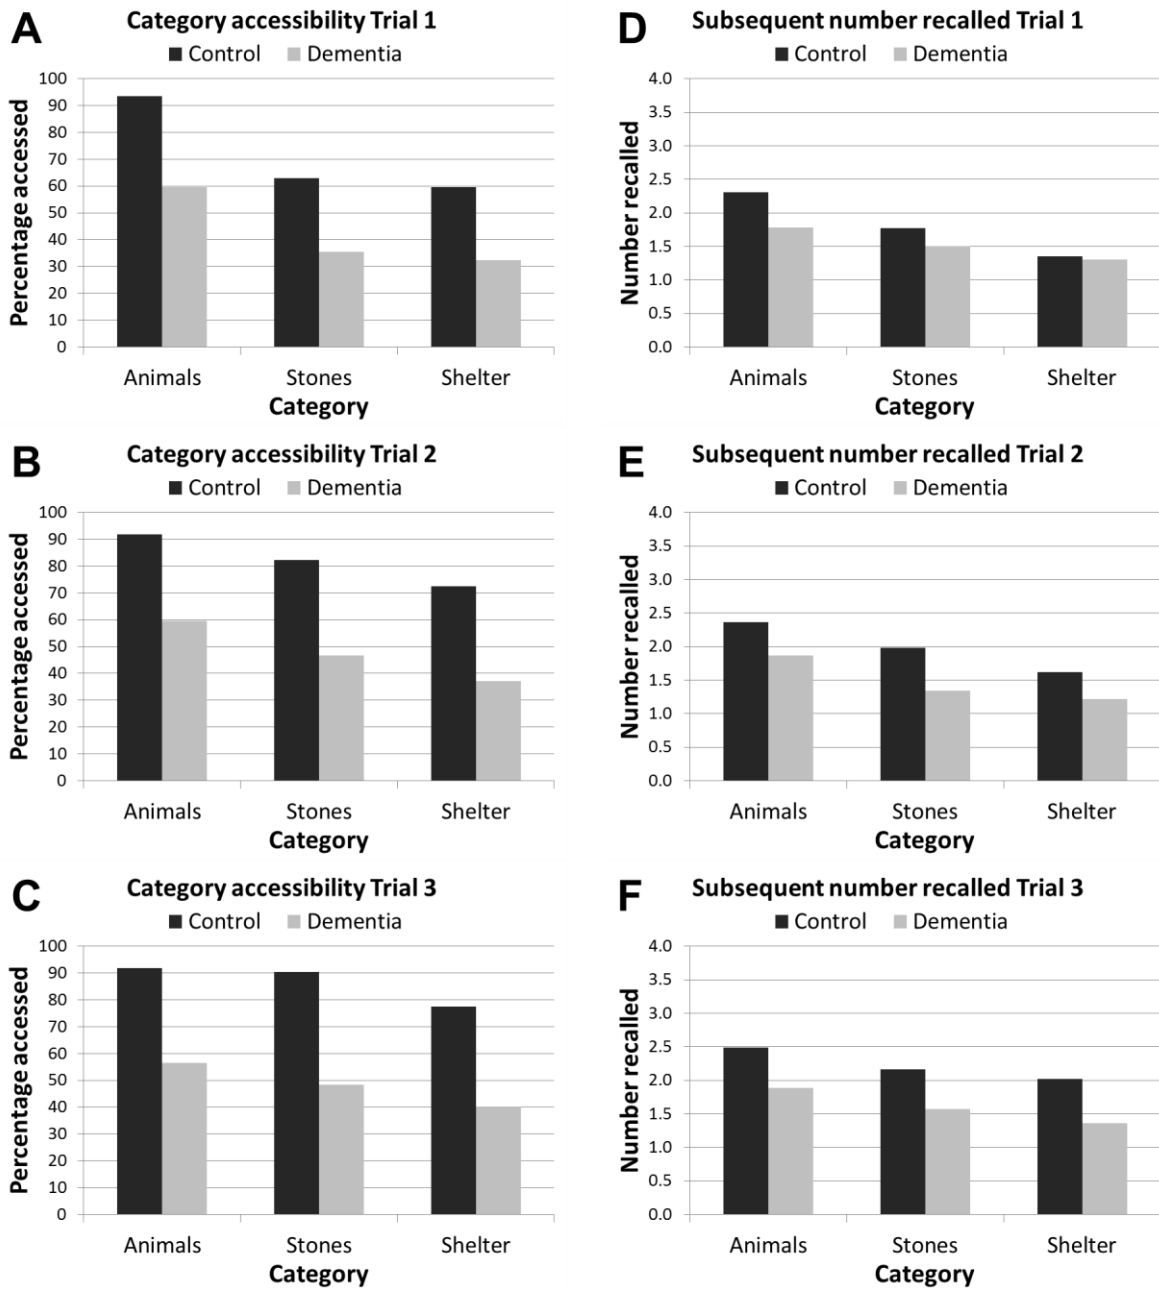 A
Category accessibility Trial 1
Control Dementia
Percentage accessed
100
90
80
70
60
50
40
30
20
10
0
Animals Stones Shelter
Category
D
Subsequent number recalled Trial 1
Control Dementia
Number recalled
4.0
3.5
3.0
2.5
2.0
1.5
1.0
0.5
0.0
Animals Stones Shelter
Category
B
Category accessibility Trial 2
Control Dementia
Percentage accessed
100
90
80
70
60
50
40
30
20
10
0
Animals Stones Shelter
Category
E
Subsequent number recalled Trial 2
Control Dementia
Number recalled
4.0
3.5
3.0
2.5
2.0
1.5
1.0
0.5
0.0
Animals Stones Shelter
Category
C
Category accessibility Trial 3
Control Dementia
Percentage accessed
100
90
80
70
60
50
40
30
20
10
0
Animals Stones Shelter
Category
F
Subsequent number recalled Trial 3
Control Dementia
Number recalled
4.0
3.5
3.0
2.5
2.0
1.5
1.0
0.5
0.0
Animals Stones Shelter
Category